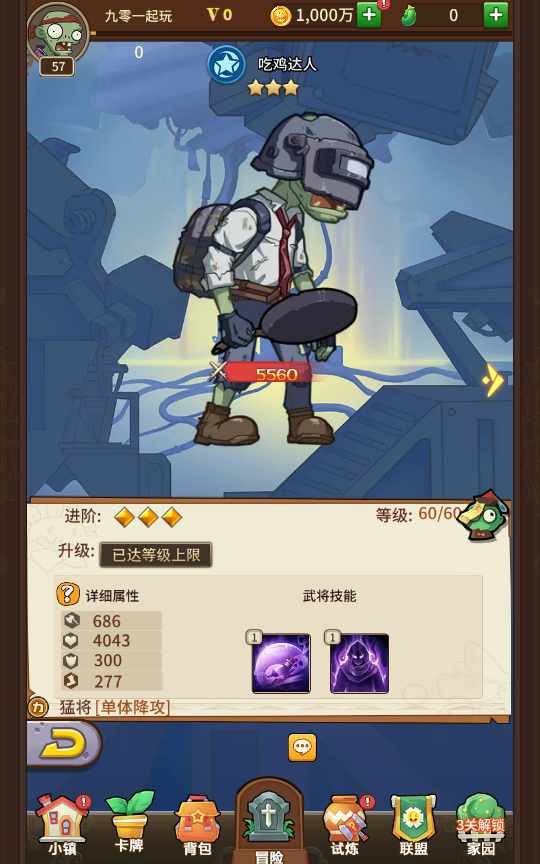 九零一起玩
V0
1,000万
0
57
0
吃鸡达人
5560
进阶:
等级: 60/60
升级: 已达等级上限
详细属性
武将技能
686
4043
300
277
1
1
力 猛将 [单体降攻]
小镇
卡牌
背包
冒险
试炼
联盟
3关解锁
家园